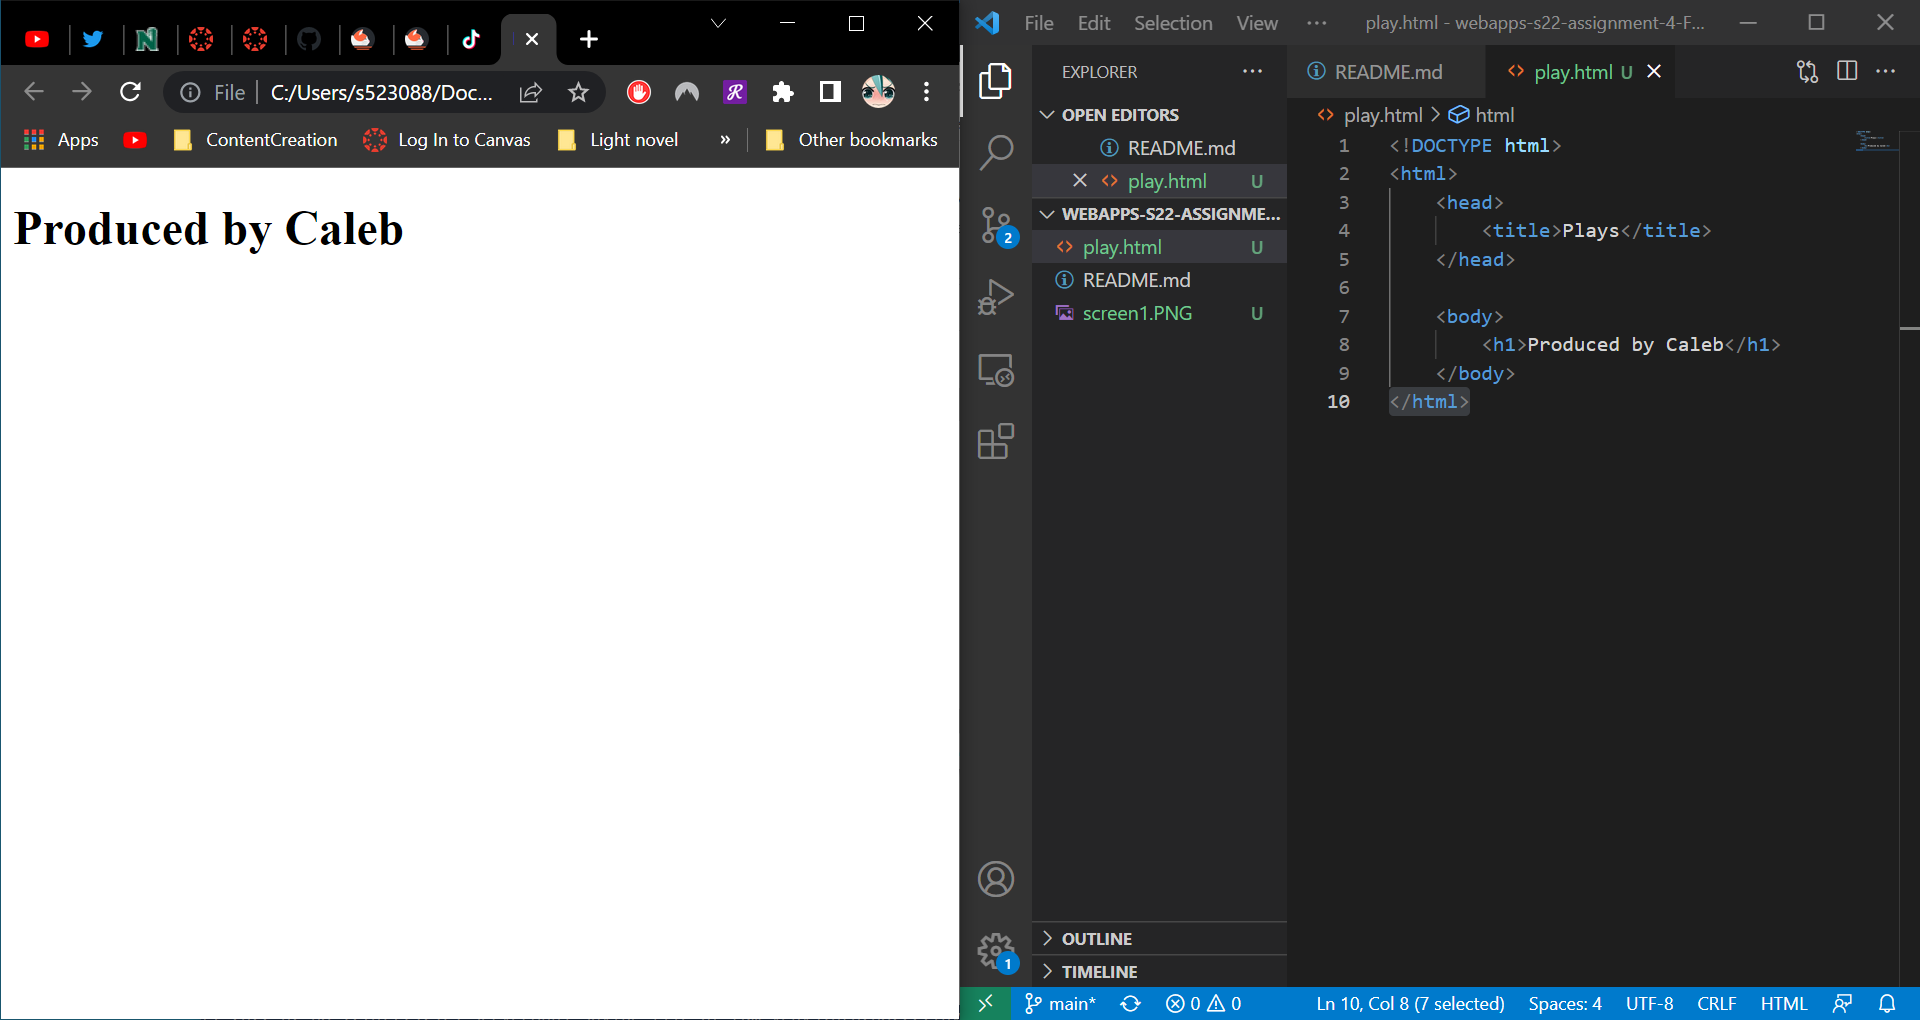 File C:/Users/s523088/Doc...
Apps ContentCreation Log In to Canvas Light novel » Other bookmarks
Produced by Caleb
File Edit Selection View ··· play.html - webapps-s22-assignment-4-F...
EXPLORER ···
OPEN EDITORS
README.md
play.html U
WEBAPPS-S22-ASSIGNME...
play.html U
README.md
screen1.PNG U
OUTLINE
TIMELINE
2
1
README.md play.html U
play.html > html
1 <!DOCTYPE html>
2 <html>
3 <head>
4 <title>Plays</title>
5 </head>
6
7 <body>
8 <h1>Produced by Caleb</h1>
9 </body>
10 </html>
main* 0 0 Ln 10, Col 8 (7 selected) Spaces: 4 UTF-8 CRLF HTML